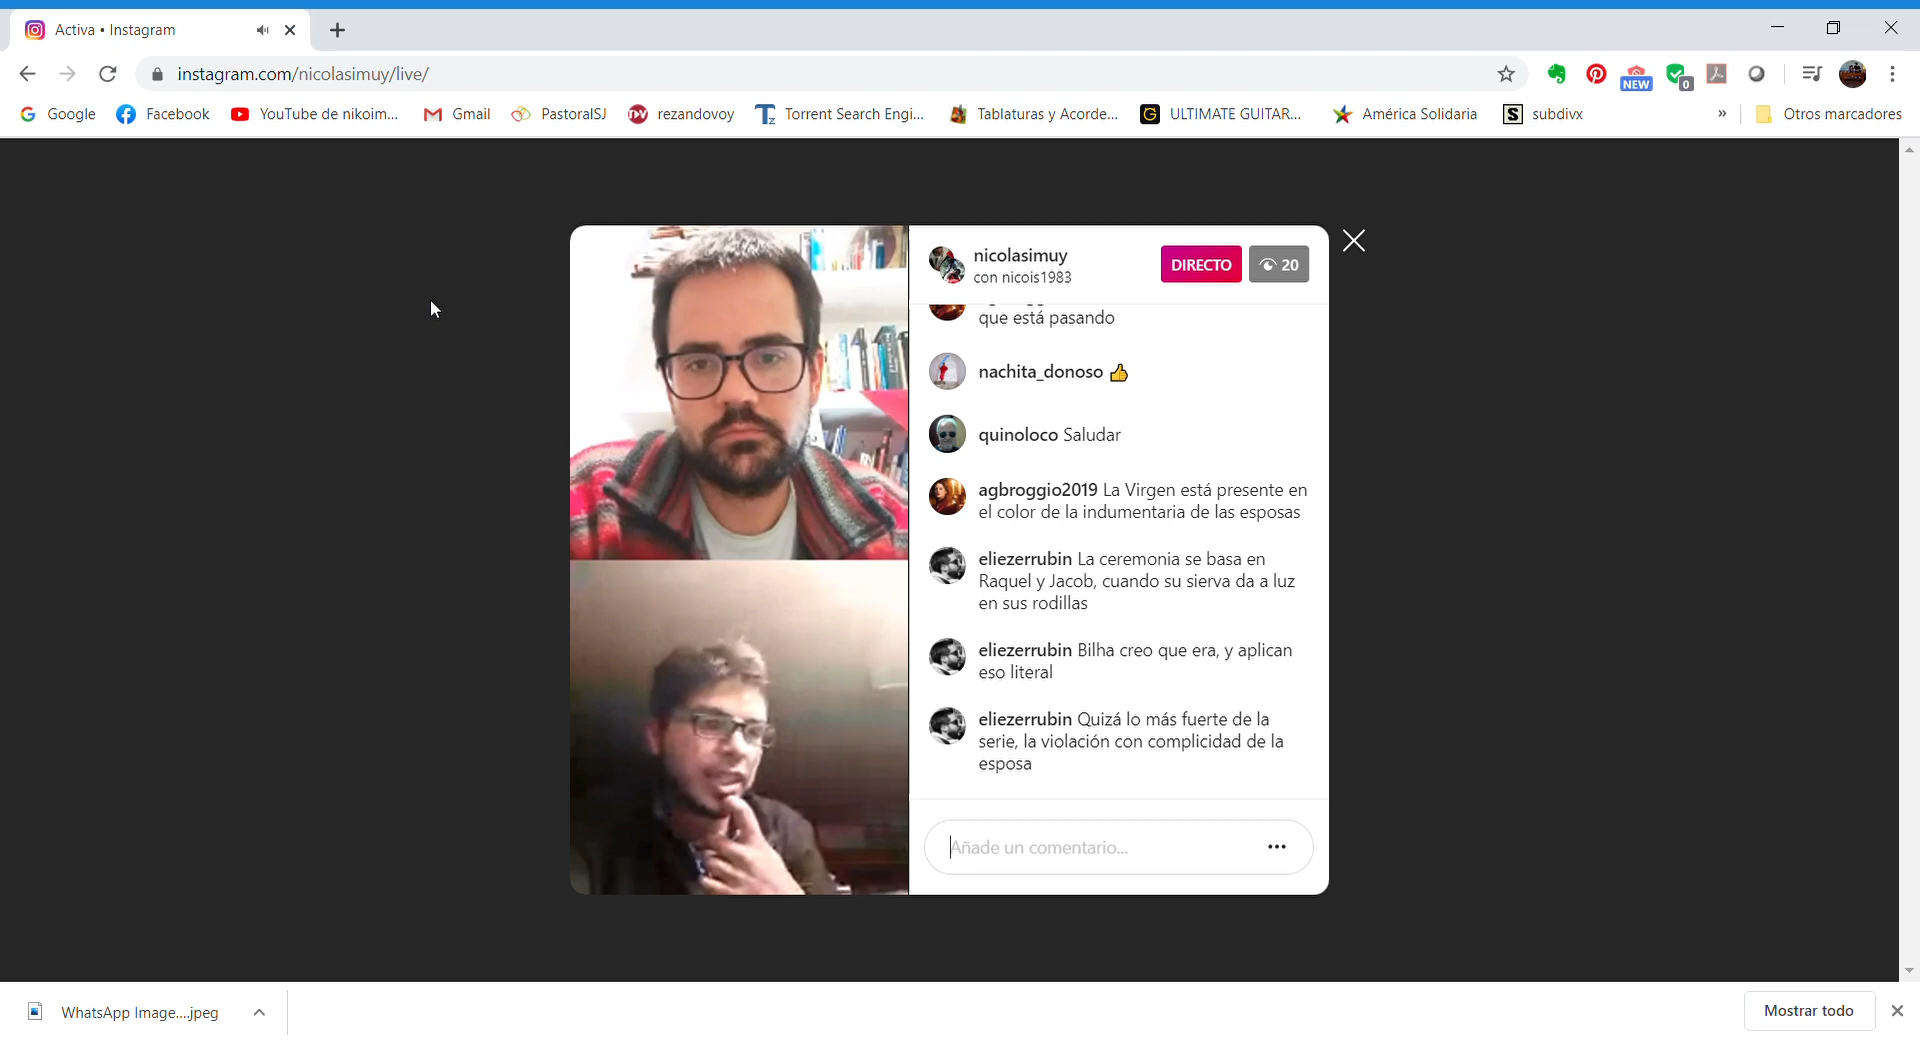 Activa • Instagram
instagram.com/nicolasimuy/live/
NEW
0
Google
Facebook
YouTube de nikoim...
Gmail
PastoralSJ
rezandovoy
Torrent Search Engi...
Tablaturas y Acorde...
ULTIMATE GUITAR...
América Solidaria
subdivx
»
Otros marcadores
nicolasimuy
con nicois1983
DIRECTO
20
que está pasando
nachita_donoso 👍
quinoloco Saludar
agbroggio2019 La Virgen está presente en
el color de la indumentaria de las esposas
eliezerrubin La ceremonia se basa en
Raquel y Jacob, cuando su sierva da a luz
en sus rodillas
eliezerrubin Bilha creo que era, y aplican
eso literal
eliezerrubin Quizá lo más fuerte de la
serie, la violación con complicidad de la
esposa
Añade un comentario...
WhatsApp Image....jpeg
Mostrar todo